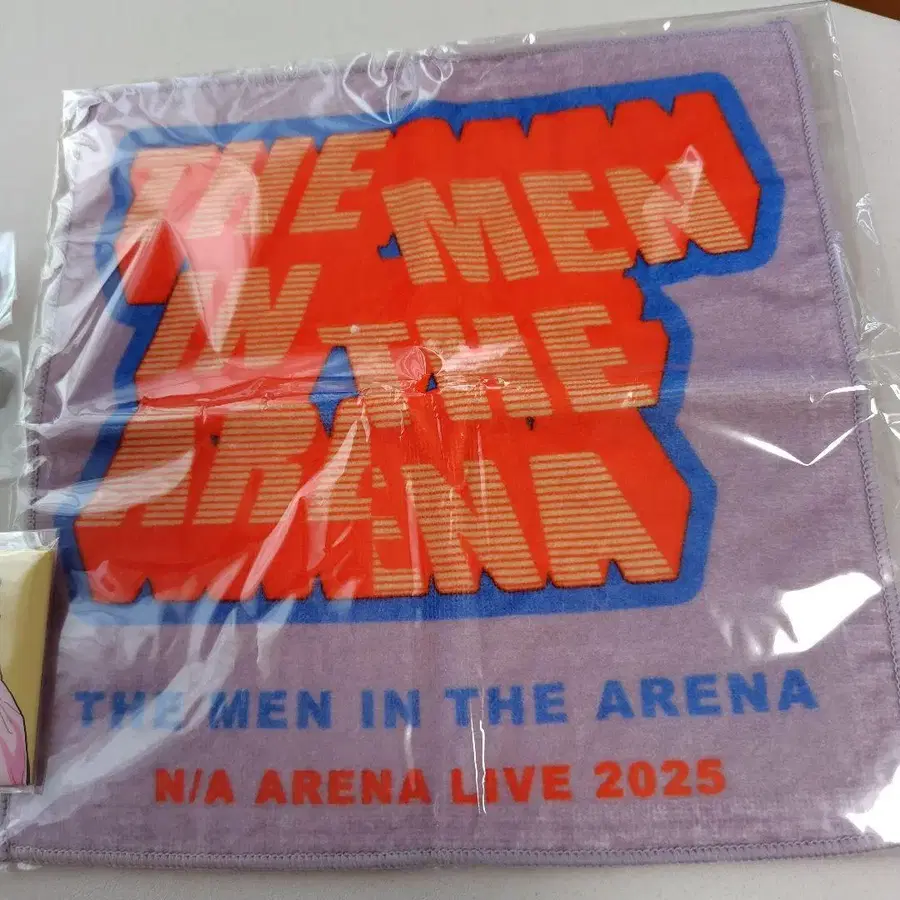 THE MEN
IN THE
ARENA
THE MEN IN THE ARENA
N/A ARENA LIVE 2025